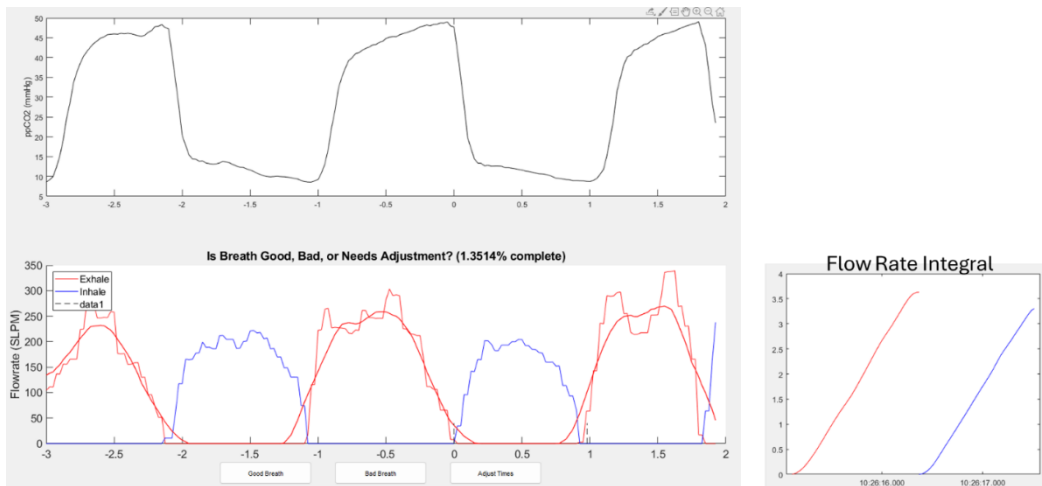 50
45
40
35
30
25
20
15
10
5
ppCO2 (mmHg)
-3 -2.5 -2 -1.5 -1 -0.5 0 0.5 1 1.5 2
Is Breath Good, Bad, or Needs Adjustment? (1.3514% complete)
350
300
250
200
150
100
50
0
Flowrate (SLPM)
Exhale
Inhale
data1
-3 -2.5 -2 -1.5 -1 -0.5 0 0.5 1 1.5 2
Good Breath Bad Breath Adjust Times
Flow Rate Integral
4
3.5
3
2.5
2
1.5
1
0.5
0
10:26:16.000 10:26:17.000